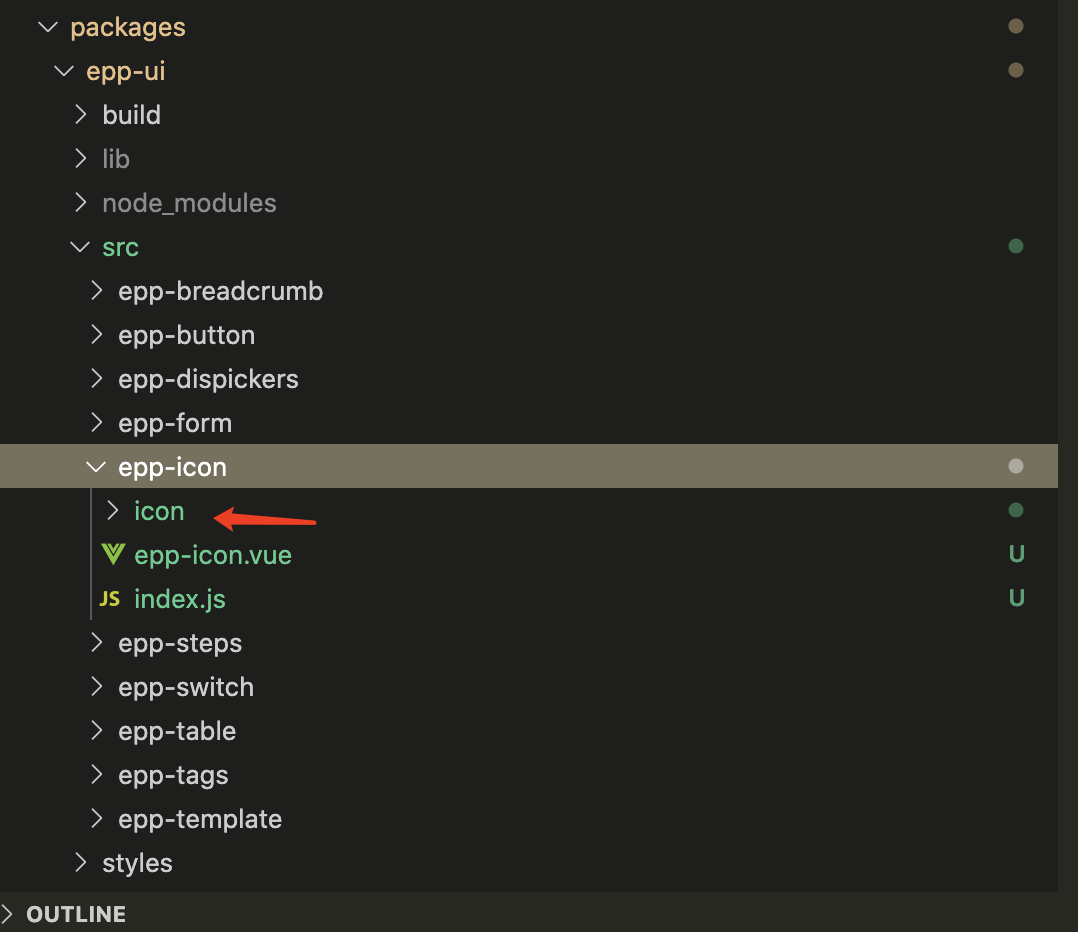 packages
epp-ui
build
lib
node_modules
src
epp-breadcrumb
epp-button
epp-dispickers
epp-form
epp-icon
icon
epp-icon.vue U
JS index.js U
epp-steps
epp-switch
epp-table
epp-tags
epp-template
styles
OUTLINE